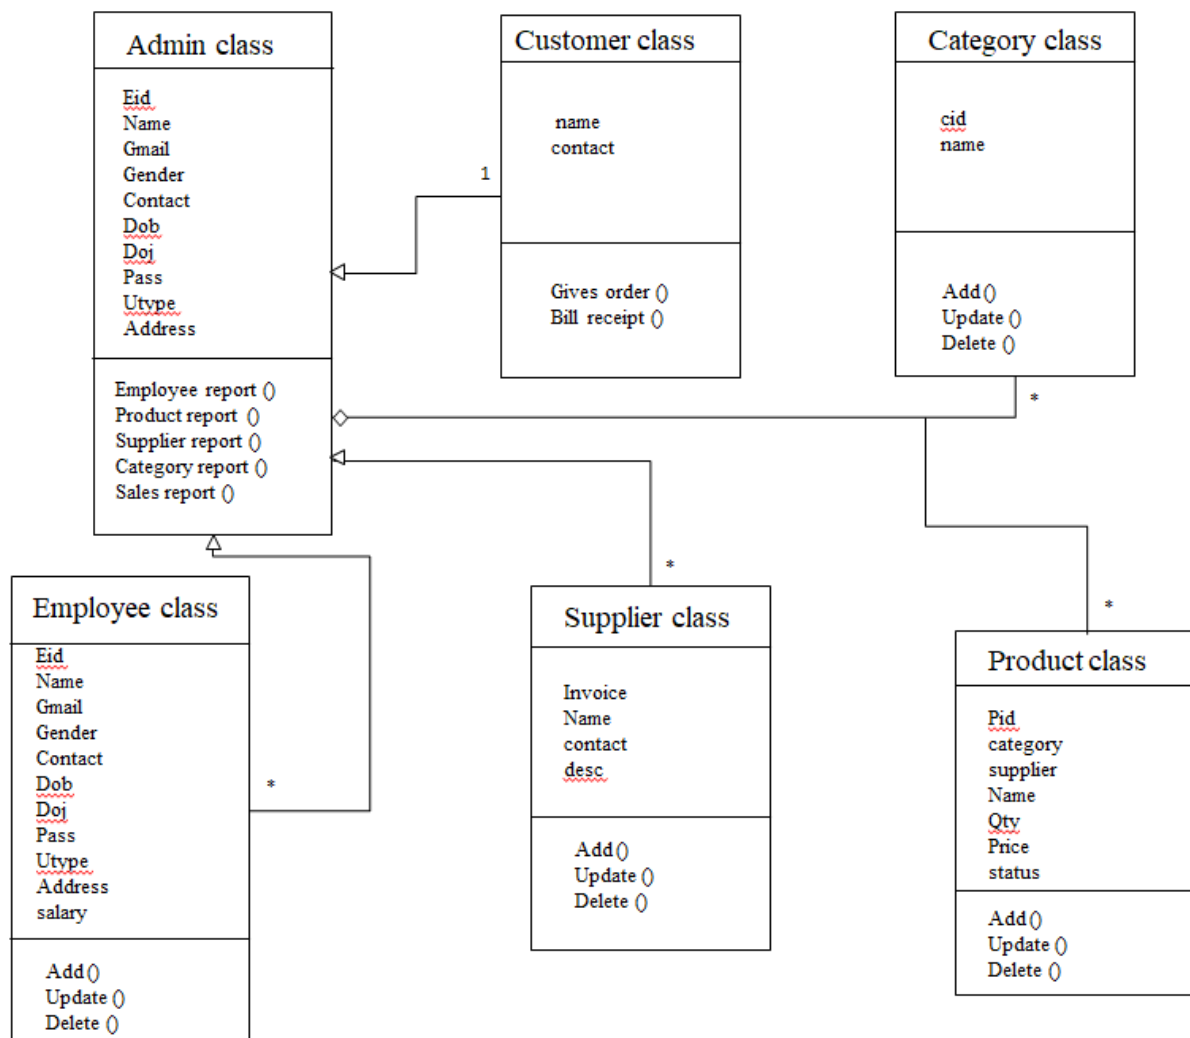 Admin class
Eid
Name
Gmail
Gender
Contact
Dob
Doj
Pass
Utype
Address
Employee report ()
Product report ()
Supplier report ()
Category report ()
Sales report ()
Customer class
name
contact
Gives order ()
Bill receipt ()
1
Category class
cid
name
Add ()
Update ()
Delete ()
*
Employee class
Eid
Name
Gmail
Gender
Contact
Dob
Doj
Pass
Utype
Address
salary
Add ()
Update ()
Delete ()
*
Supplier class
Invoice
Name
contact
desc
Add ()
Update ()
Delete ()
*
Product class
Pid
category
supplier
Name
Qty
Price
status
Add ()
Update ()
Delete ()
*